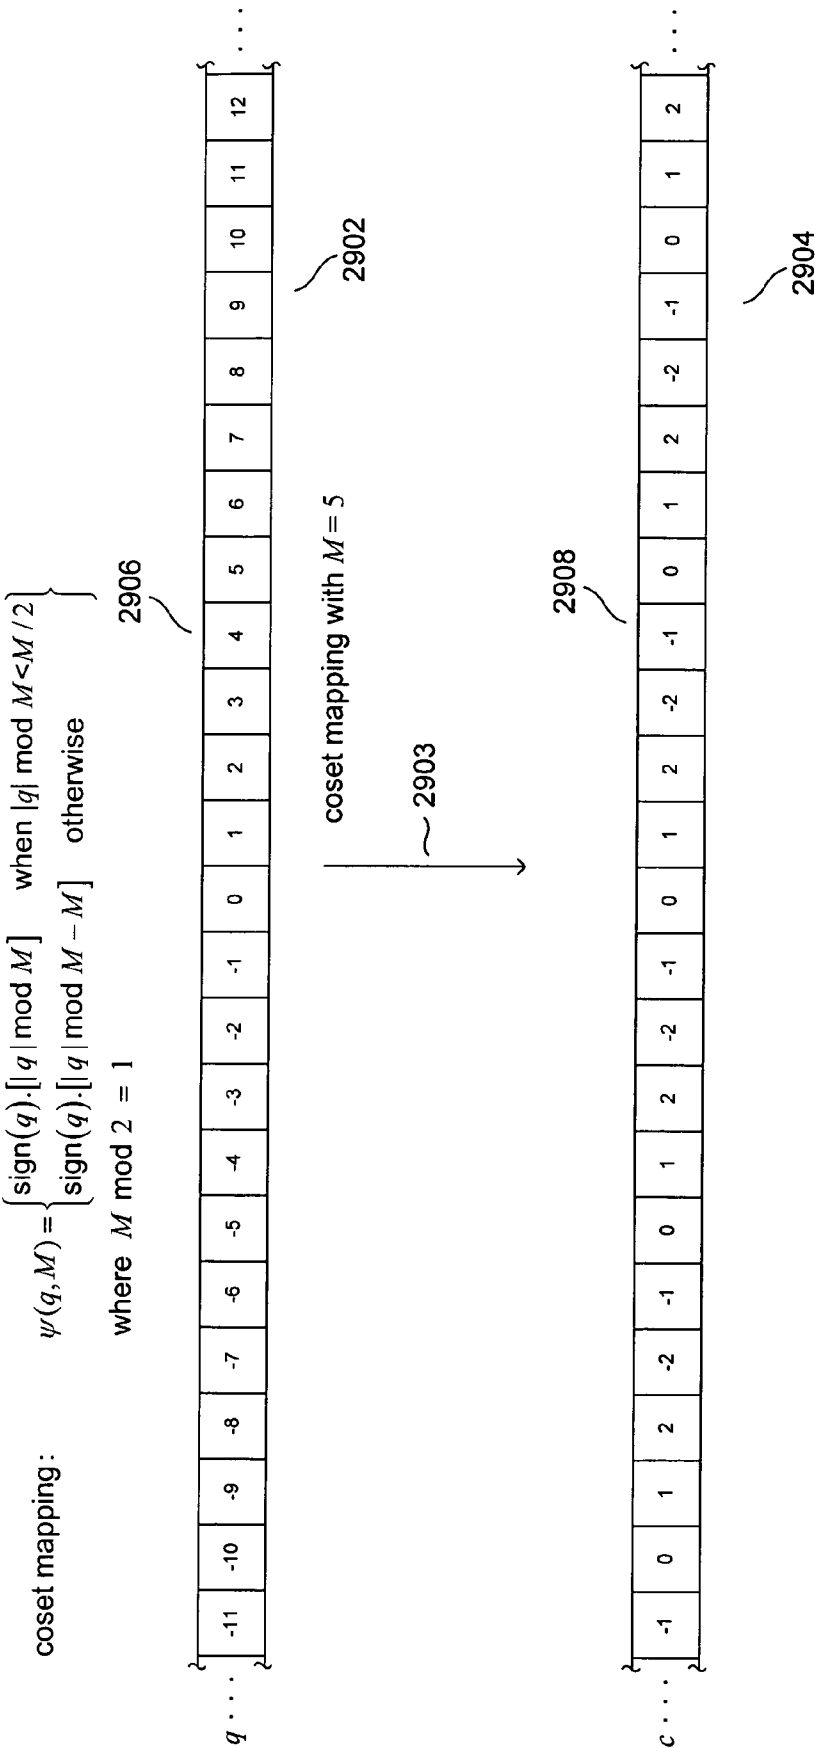 coset mapping: ψ(q,M) = { sign(q).[|q| mod M] when |q| mod M < M/2
sign(q).[|q| mod M − M] otherwise }
where M mod 2 = 1
2906
q · · · -11 -10 -9 -8 -7 -6 -5 -4 -3 -2 -1 0 1 2 3 4 5 6 7 8 9 10 11 12 · · ·
2902
coset mapping with M = 5
2903
2908
c · · · -1 0 1 2 -2 -1 0 1 2 -2 -1 0 1 2 -2 -1 0 1 2 -2 -1 0 1 2 · · ·
2904